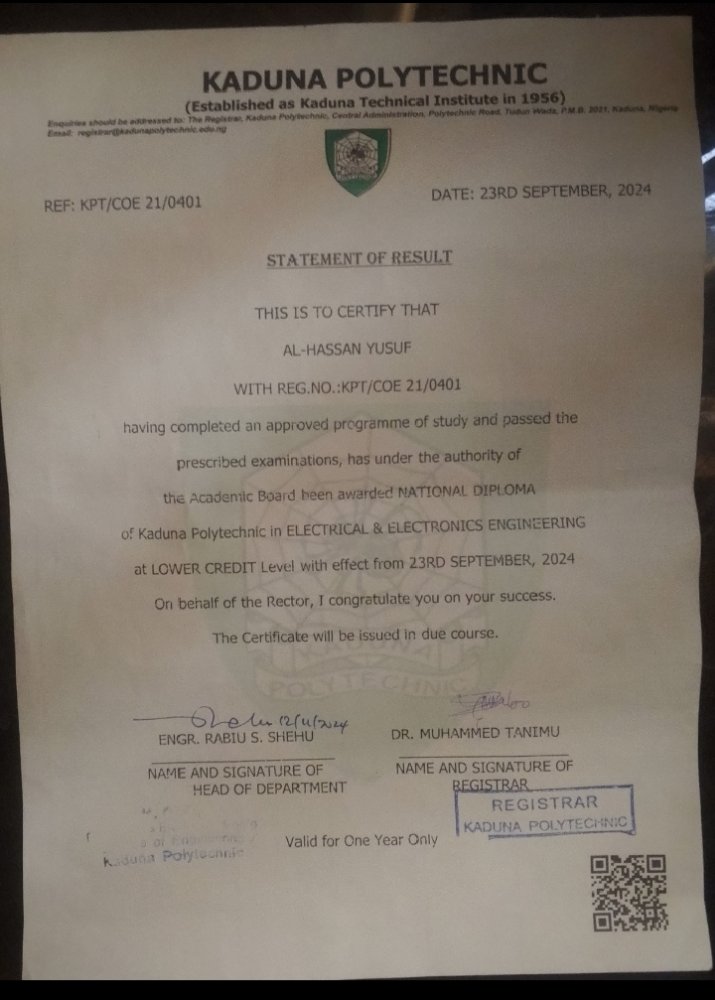 KADUNA POLYTECHNIC
(Established as Kaduna Technical Institute in 1956)
Enquiries should be addressed to: The Registrar, Kaduna Polytechnic, Central Administration, Polytechnic Road, Tudun Wada, P.M.B. 2021, Kaduna, Nigeria
Email: registrar@kadunapolytechnic.edu.ng
REF: KPT/COE 21/0401
DATE: 23RD SEPTEMBER, 2024
STATEMENT OF RESULT
THIS IS TO CERTIFY THAT
AL-HASSAN YUSUF
WITH REG.NO.:KPT/COE 21/0401
having completed an approved programme of study and passed the
prescribed examinations, has under the authority of
the Academic Board been awarded NATIONAL DIPLOMA
of Kaduna Polytechnic in ELECTRICAL & ELECTRONICS ENGINEERING
at LOWER CREDIT Level with effect from 23RD SEPTEMBER, 2024
On behalf of the Rector, I congratulate you on your success.
The Certificate will be issued in due course.
KADUNA
POLYTECHNIC
12/11/2024
ENGR. RABIU S. SHEHU
DR. MUHAMMED TANIMU
NAME AND SIGNATURE OF
HEAD OF DEPARTMENT
NAME AND SIGNATURE OF
REGISTRAR
REGISTRAR
KADUNA POLYTECHNIC
of Engineering
Kaduna Polytechnic
Valid for One Year Only